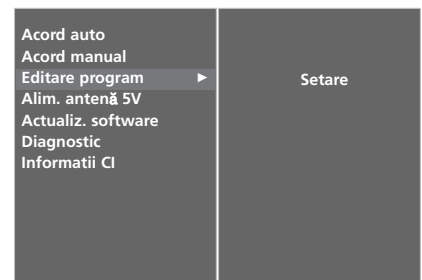 Acord auto
Acord manual
Editare program ►
Setare
Alim. antenă 5V
Actualiz. software
Diagnostic
Informatii CI